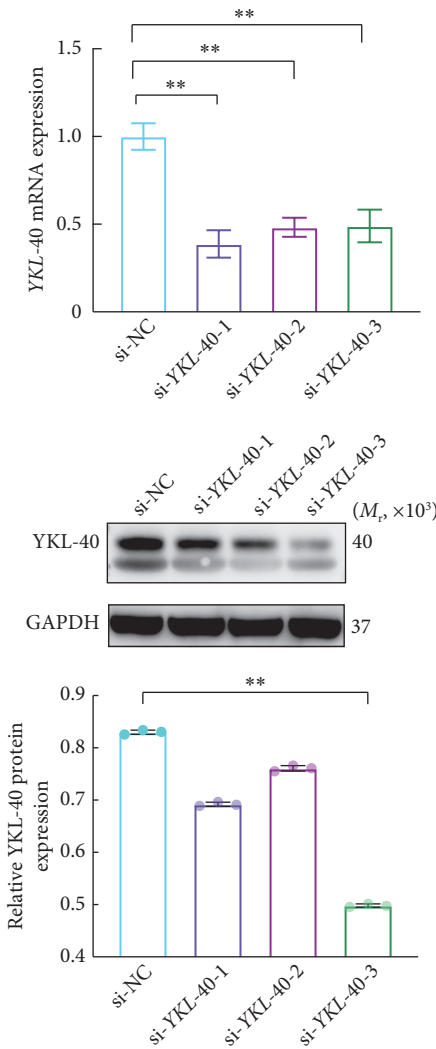 **
**
**
1.5
1.0
0.5
0
YKL-40 mRNA expression
si-NC
si-YKL-40-1
si-YKL-40-2
si-YKL-40-3
si-NC
si-YKL-40-1
si-YKL-40-2
si-YKL-40-3
(Mr, ×10³)
YKL-40
40
GAPDH
37
**
0.9
0.8
0.7
0.6
0.5
0.4
Relative YKL-40 protein
expression
si-NC
si-YKL-40-1
si-YKL-40-2
si-YKL-40-3